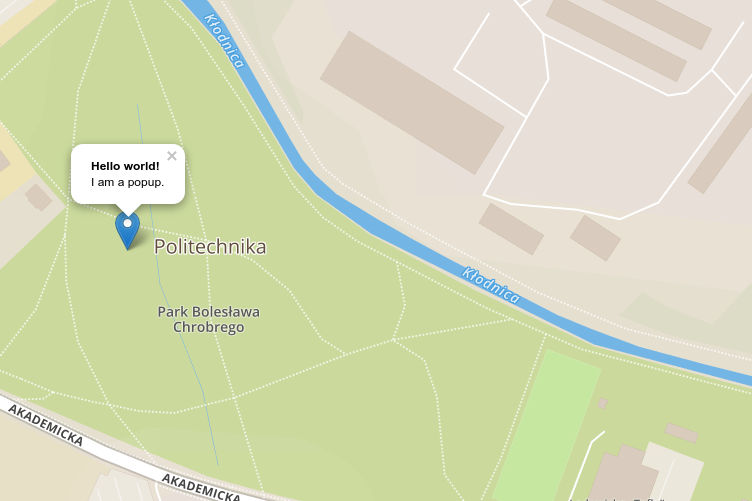 Kłodnica
Hello world!
I am a popup.
×
Politechnika
Kłodnica
Park Bolesława
Chrobrego
AKADEMICKA
AKADEMICKA